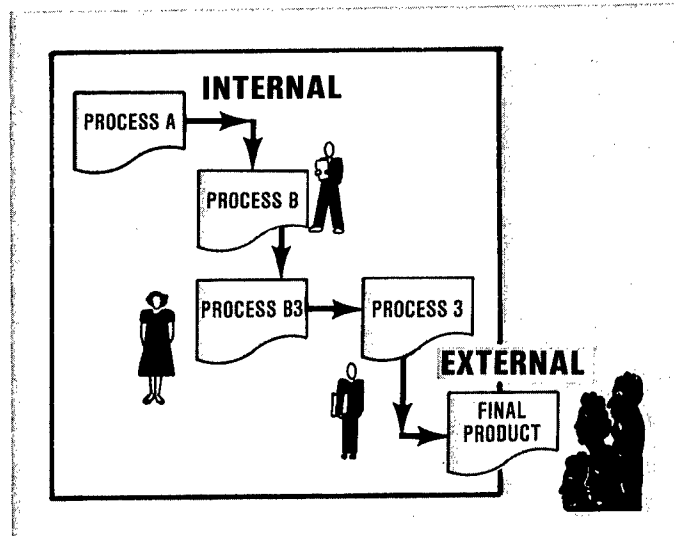 INTERNAL
PROCESS A
PROCESS B
PROCESS B3
PROCESS 3
EXTERNAL
FINAL
PRODUCT